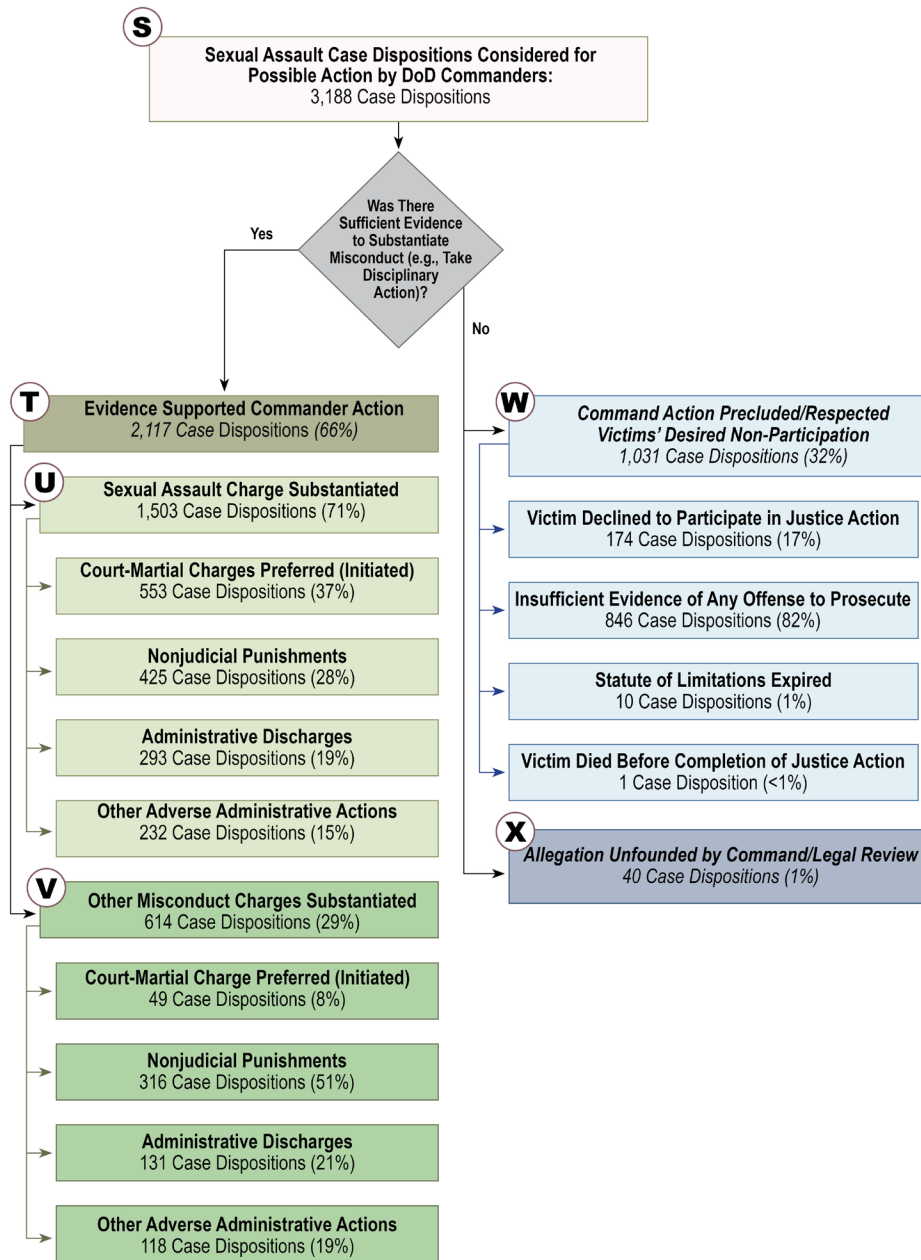 S
Sexual Assault Case Dispositions Considered for
Possible Action by DoD Commanders:
3,188 Case Dispositions
Was There
Sufficient Evidence
to Substantiate
Misconduct (e.g., Take
Disciplinary
Action)?
Yes
No
T
Evidence Supported Commander Action
2,117 Case Dispositions (66%)
U
Sexual Assault Charge Substantiated
1,503 Case Dispositions (71%)
Court-Martial Charges Preferred (Initiated)
553 Case Dispositions (37%)
Nonjudicial Punishments
425 Case Dispositions (28%)
Administrative Discharges
293 Case Dispositions (19%)
Other Adverse Administrative Actions
232 Case Dispositions (15%)
V
Other Misconduct Charges Substantiated
614 Case Dispositions (29%)
Court-Martial Charge Preferred (Initiated)
49 Case Dispositions (8%)
Nonjudicial Punishments
316 Case Dispositions (51%)
Administrative Discharges
131 Case Dispositions (21%)
Other Adverse Administrative Actions
118 Case Dispositions (19%)
W
Command Action Precluded/Respected
Victims' Desired Non-Participation
1,031 Case Dispositions (32%)
Victim Declined to Participate in Justice Action
174 Case Dispositions (17%)
Insufficient Evidence of Any Offense to Prosecute
846 Case Dispositions (82%)
Statute of Limitations Expired
10 Case Dispositions (1%)
Victim Died Before Completion of Justice Action
1 Case Disposition (<1%)
X
Allegation Unfounded by Command/Legal Review
40 Case Dispositions (1%)